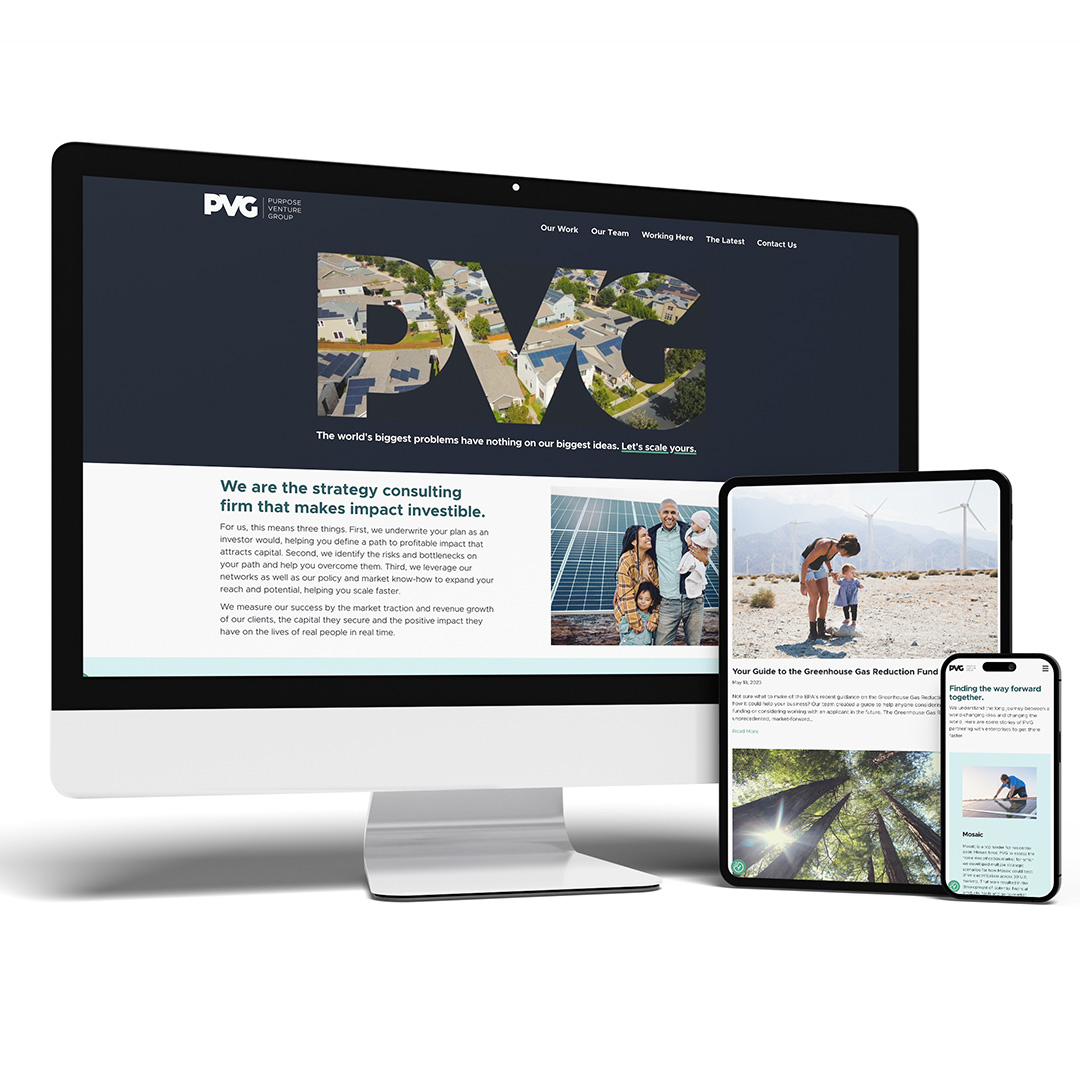 PVG
PURPOSE
VENTURE
GROUP
Our Work
Our Team
Working Here
The Latest
Contact Us
PVG
The world's biggest problems have nothing on our biggest ideas. Let's scale yours.
We are the strategy consulting
firm that makes impact investible.
For us, this means three things. First, we underwrite your plan as an
investor would, helping you define a path to profitable impact that
attracts capital. Second, we identify the risks and bottlenecks on
your path and help you overcome them. Third, we leverage our
networks as well as our policy and market know-how to expand your
reach and potential, helping you scale faster.
We measure our success by the market traction and revenue growth
of our clients, the capital they secure and the positive impact they
have on the lives of real people in real time.
Your Guide to the Greenhouse Gas Reduction Fund
May 18, 2023
Not sure what to make of the EPA's recent guidance on the Greenhouse Gas
how it could help your business? Our team created a guide to help anyone considering
funding or considering working with an applicant in the future. The Greenhouse Gas
unprecedented, market-forward...
Read More
PVG
Finding the way forward
together.
We understand the long journey between a
world-changing idea and changing the
world. Here are some stories of PVG
partnering with enterprises to get there
faster.
Mosaic